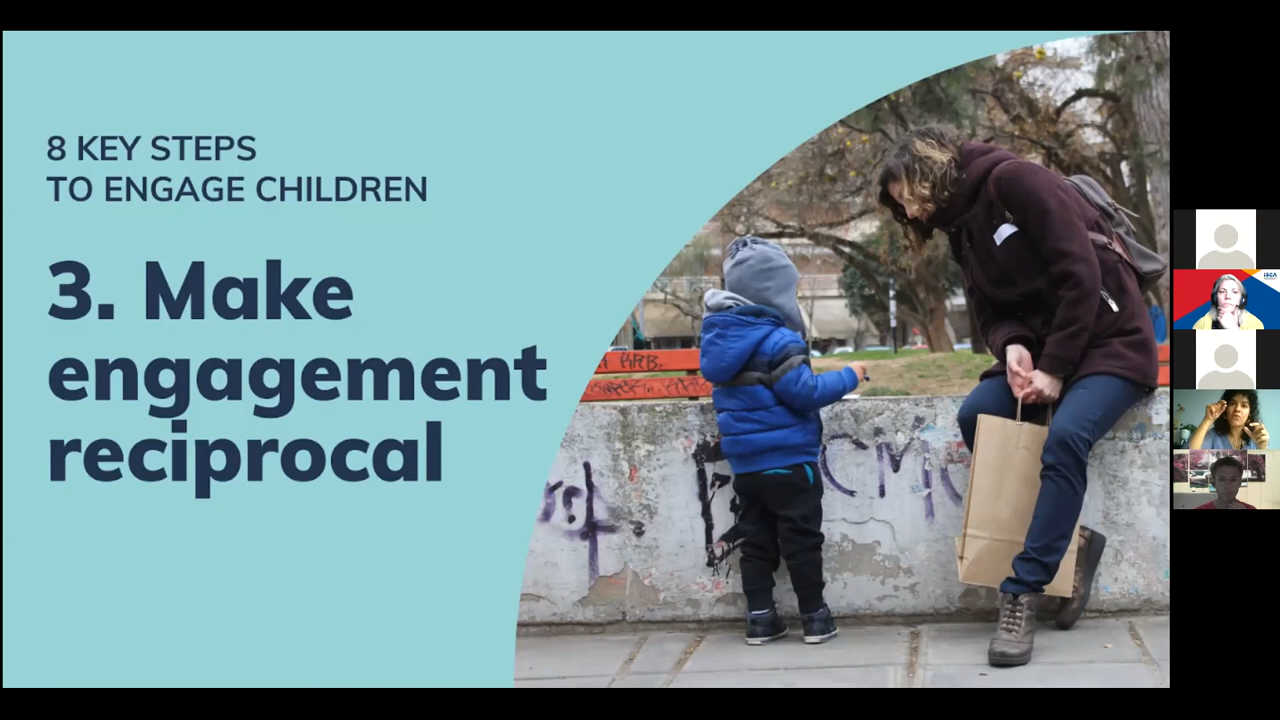 8 KEY STEPS
TO ENGAGE CHILDREN
3. Make
engagement
reciprocal